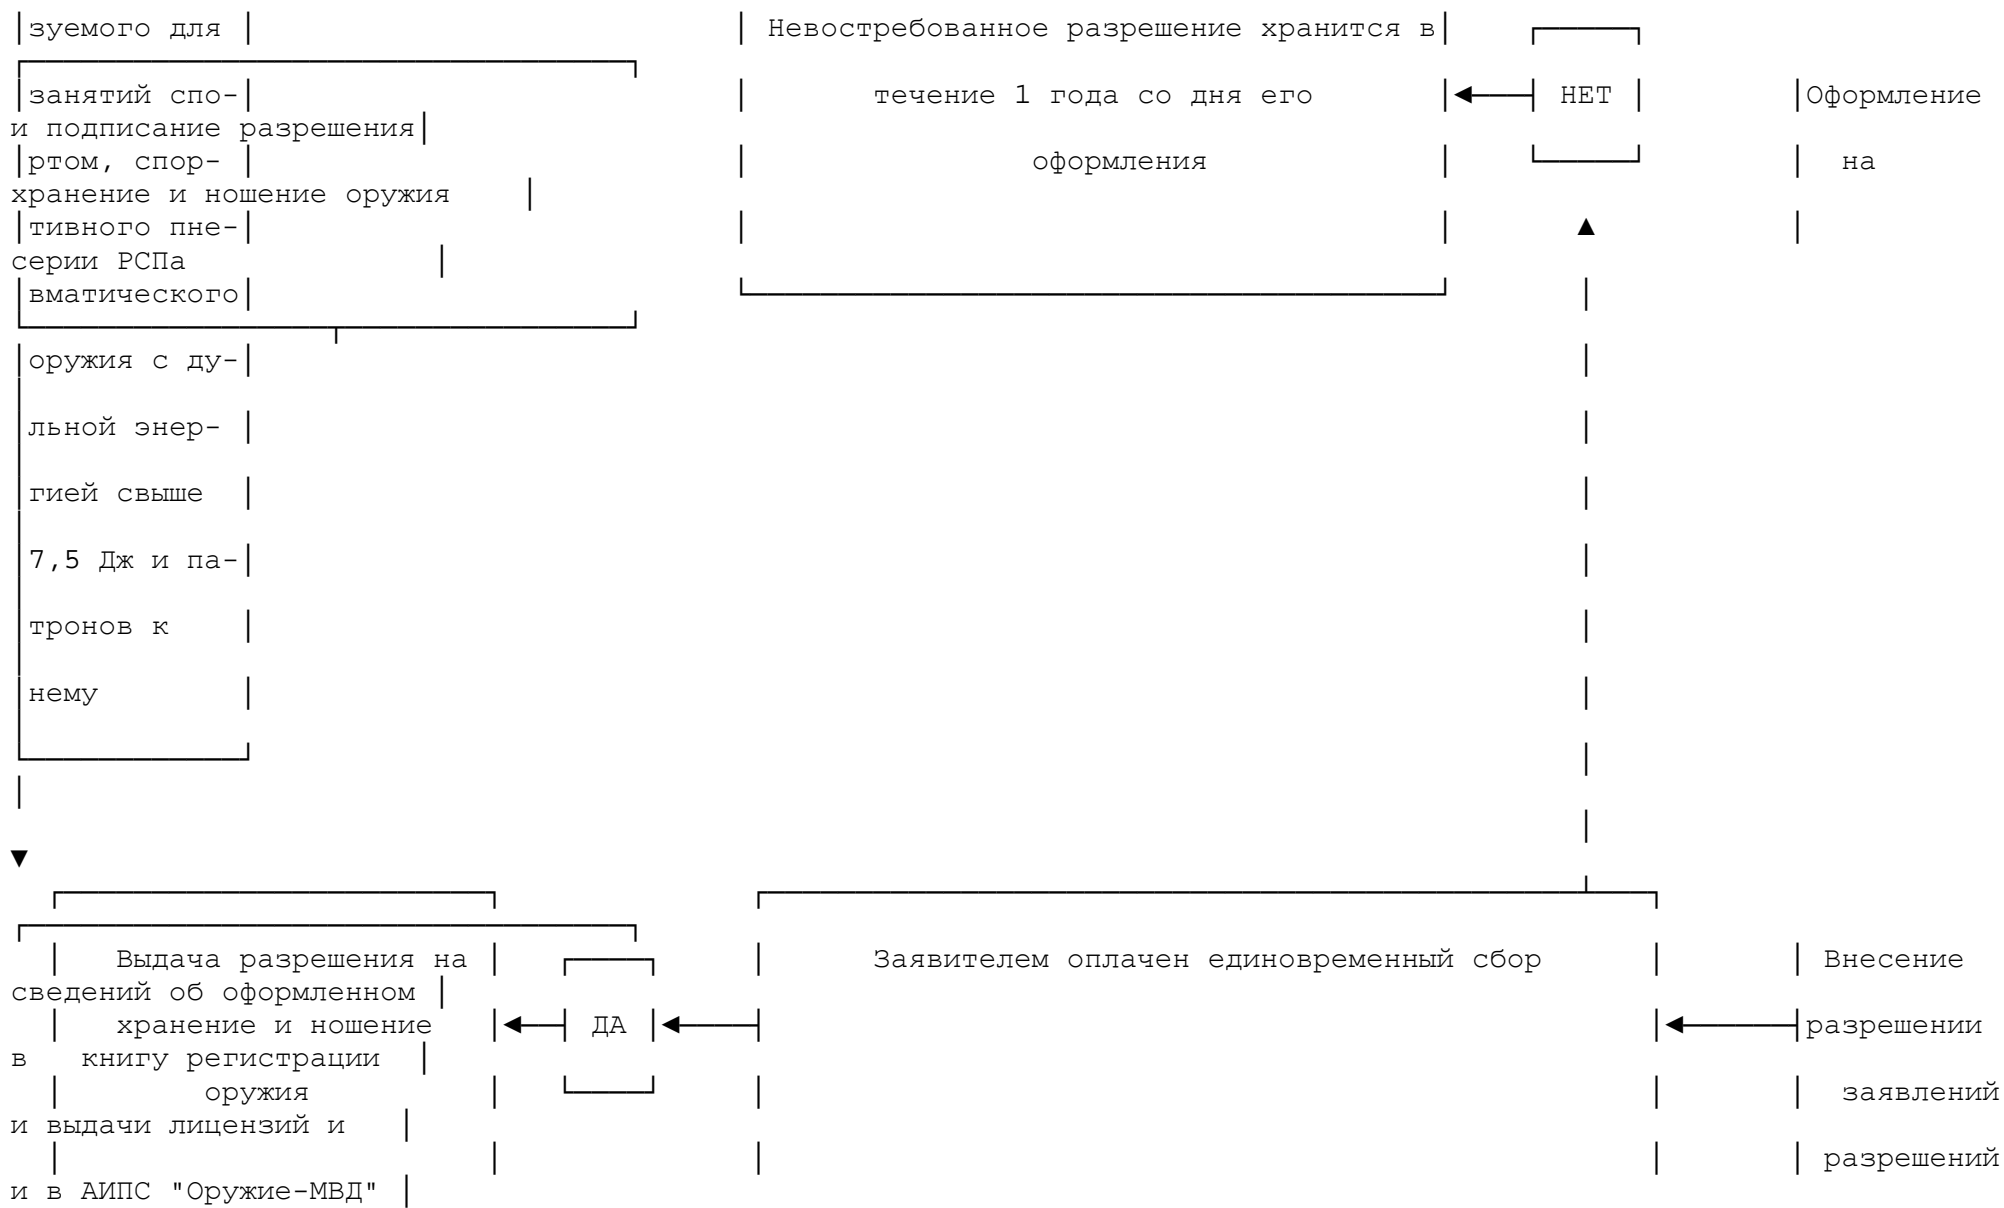 зуемого для Невостребованное разрешение хранится в
занятий спо- течение 1 года со дня его НЕТ Оформление
и подписание разрешения
ртом, спор- оформления на
хранение и ношение оружия
тивного пне-
серии РСПа
вматического
оружия с ду-
льной энер-
гией свыше
7,5 Дж и па-
тронов к
нему
Выдача разрешения на Заявителем оплачен единовременный сбор Внесение
сведений об оформленном
хранение и ношение ДА разрешении
в книгу регистрации
оружия заявлений
и выдачи лицензий и
разрешений
и в АИПС "Оружие-МВД"